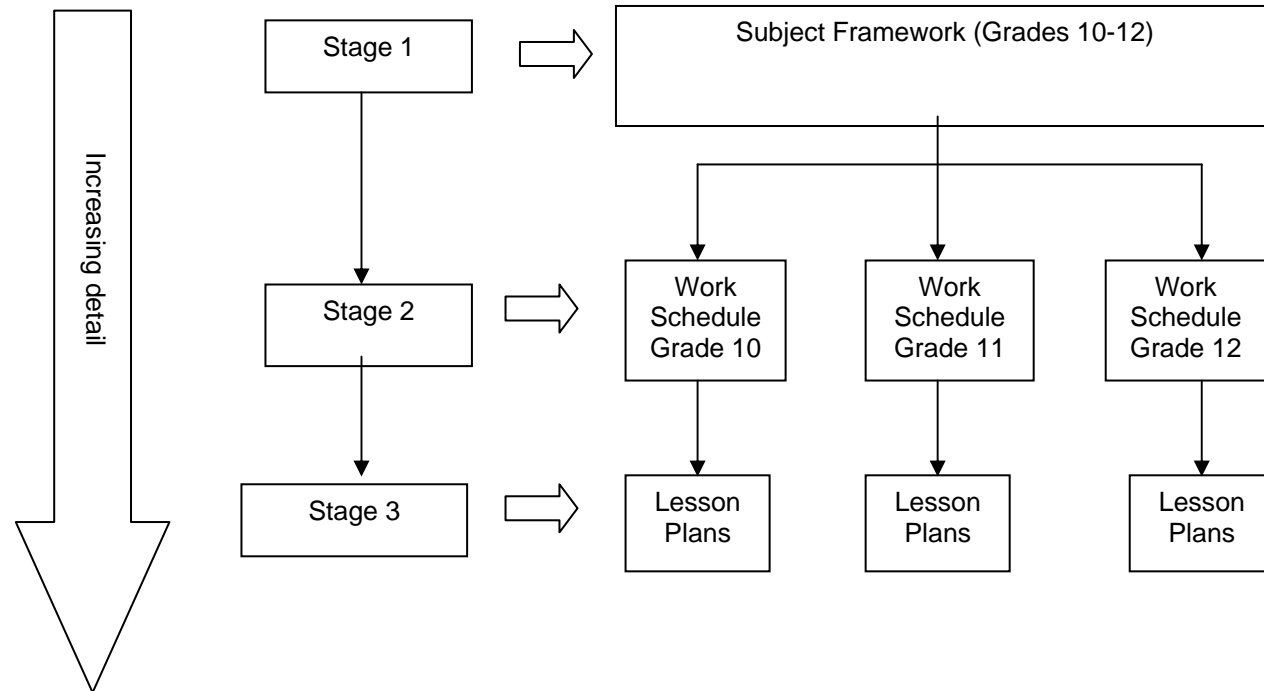 Increasing detail
Stage 1
Subject Framework (Grades 10-12)
Stage 2
Work
Schedule
Grade 10
Work
Schedule
Grade 11
Work
Schedule
Grade 12
Stage 3
Lesson
Plans
Lesson
Plans
Lesson
Plans